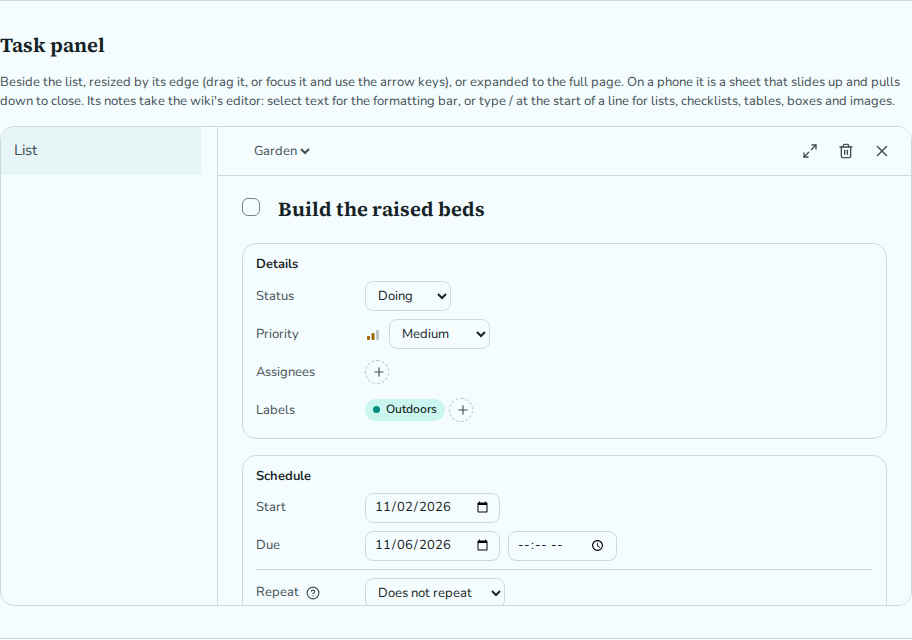 Task panel
Beside the list, resized by its edge (drag it, or focus it and use the arrow keys), or expanded to the full page. On a phone it is a sheet that slides up and pulls
down to close. Its notes take the wiki's editor: select text for the formatting bar, or type / at the start of a line for lists, checklists, tables, boxes and images.
List
Garden
Build the raised beds
Details
Status Doing
Priority Medium
Assignees +
Labels Outdoors +
Schedule
Start 11/02/2026
Due 11/06/2026 --:-- --
Repeat ? Does not repeat